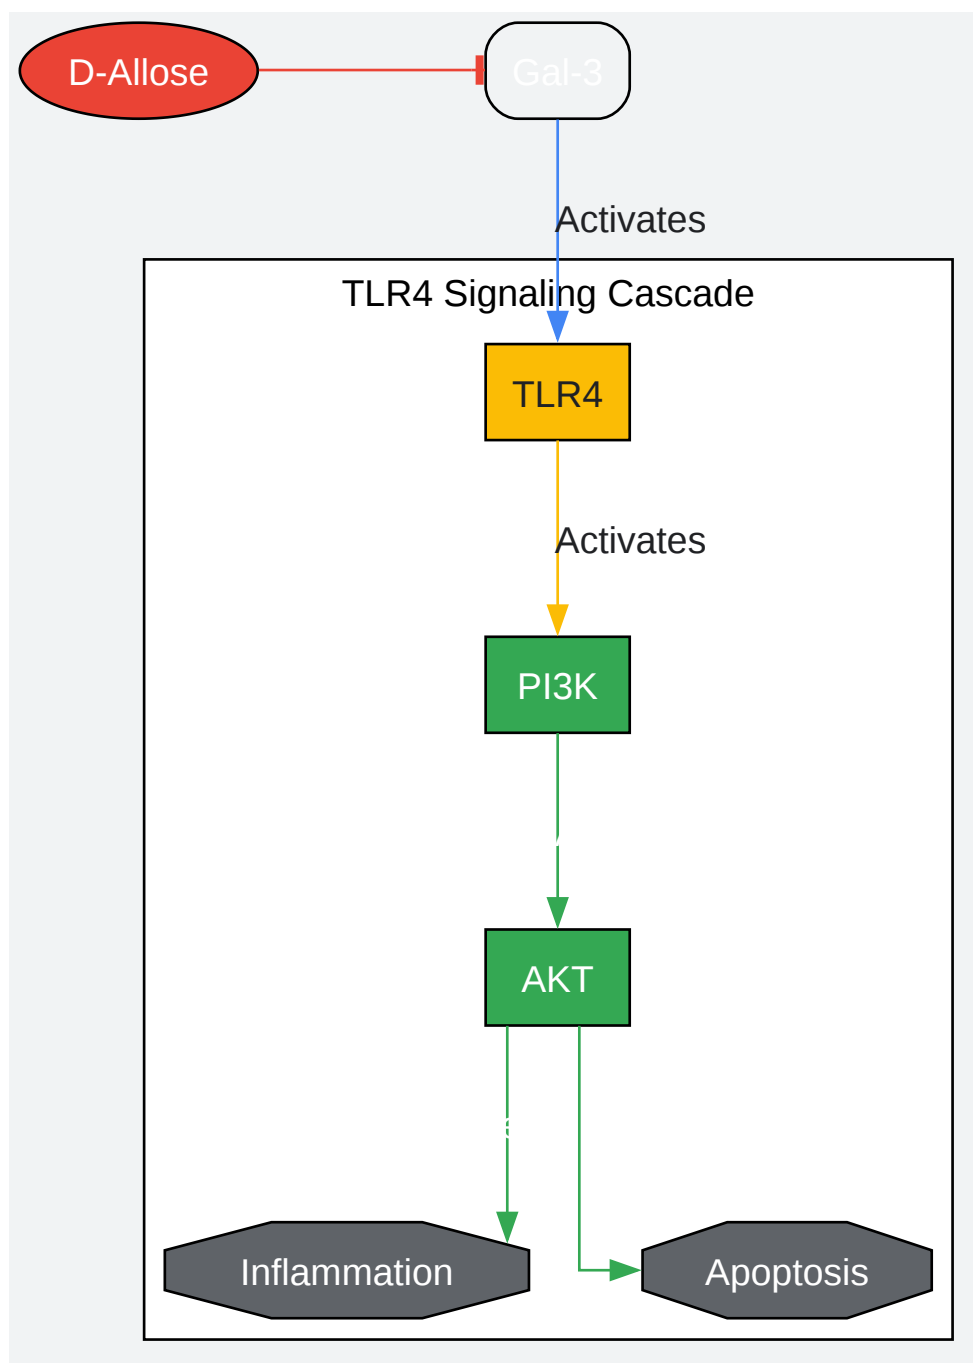 D-Allose
Gal-3
Activates
TLR4 Signaling Cascade
TLR4
Activates
PI3K
AKT
Inflammation
Apoptosis